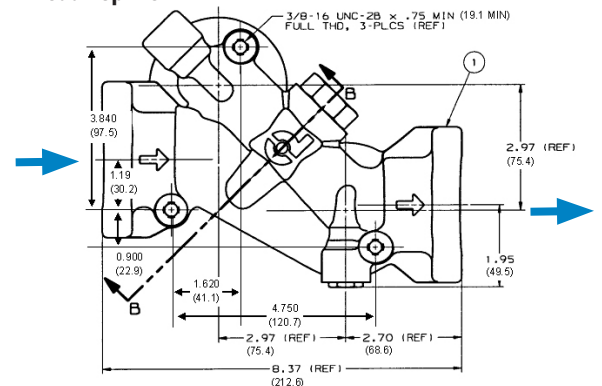 3/8-16 UNC-2B x .75 MIN (19.1 MIN)
FULL THD, 3-PLCS (REF)
1
B
3.840
(97.5)
2.97 (REF)
(75.4)
1.19
(30.2)
0.900
(22.9)
1.95
(49.5)
B
1.620
(41.1)
4.750
(120.7)
2.97 (REF)
(75.4)
2.70 (REF)
(68.6)
8.37 (REF)
(212.6)